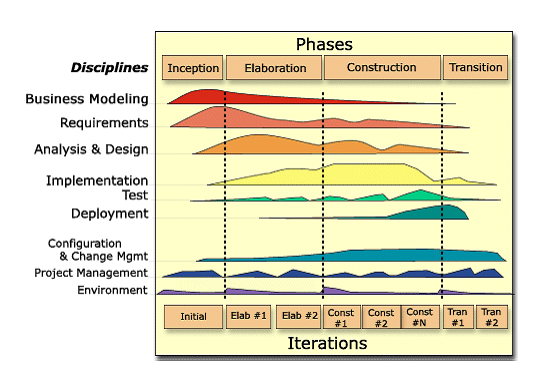 Phases
Disciplines
Inception
Elaboration
Construction
Transition
Business Modeling
Requirements
Analysis & Design
Implementation
Test
Deployment
Configuration
& Change Mgmt
Project Management
Environment
Initial
Elab #1
Elab #2
Const
#1
Const
#2
Const
#N
Tran
#1
Tran
#2
Iterations